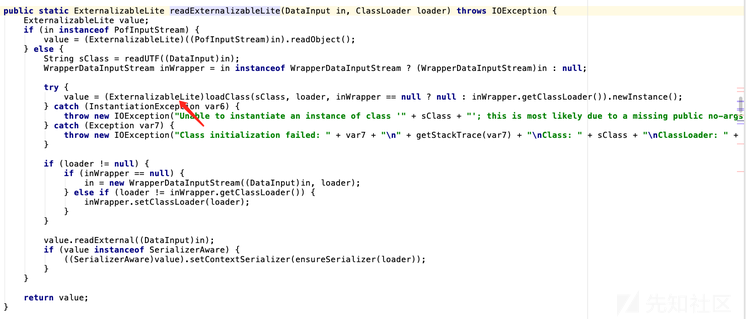 public static ExternalizableLite readExternalizableLite(DataInput in, ClassLoader loader) throws IOException {
    ExternalizableLite value;
    if (in instanceof PofInputStream) {
        value = (ExternalizableLite)((PofInputStream)in).readObject();
    } else {
        String sClass = readUTF((DataInput)in);
        WrapperDataInputStream inWrapper = in instanceof WrapperDataInputStream ? (WrapperDataInputStream)in : null;

        try {
            value = (ExternalizableLite)loadClass(sClass, loader, inWrapper == null ? null : inWrapper.getClassLoader()).newInstance();
        } catch (InstantiationException var6) {
            throw new IOException("Unable to instantiate an instance of class '" + sClass + "'; this is most likely due to a missing public no-args
        } catch (Exception var7) {
            throw new IOException("Class initialization failed: " + var7 + "\n" + getStackTrace(var7) + "\nClass: " + sClass + "\nClassLoader: " +
        }

        if (loader != null) {
            if (inWrapper == null) {
                in = new WrapperDataInputStream((DataInput)in, loader);
            } else if (loader != inWrapper.getClassLoader()) {
                inWrapper.setClassLoader(loader);
            }
        }

        value.readExternal((DataInput)in);
        if (value instanceof SerializerAware) {
            ((SerializerAware)value).setContextSerializer(ensureSerializer(loader));
        }
    }

    return value;
}
先知社区